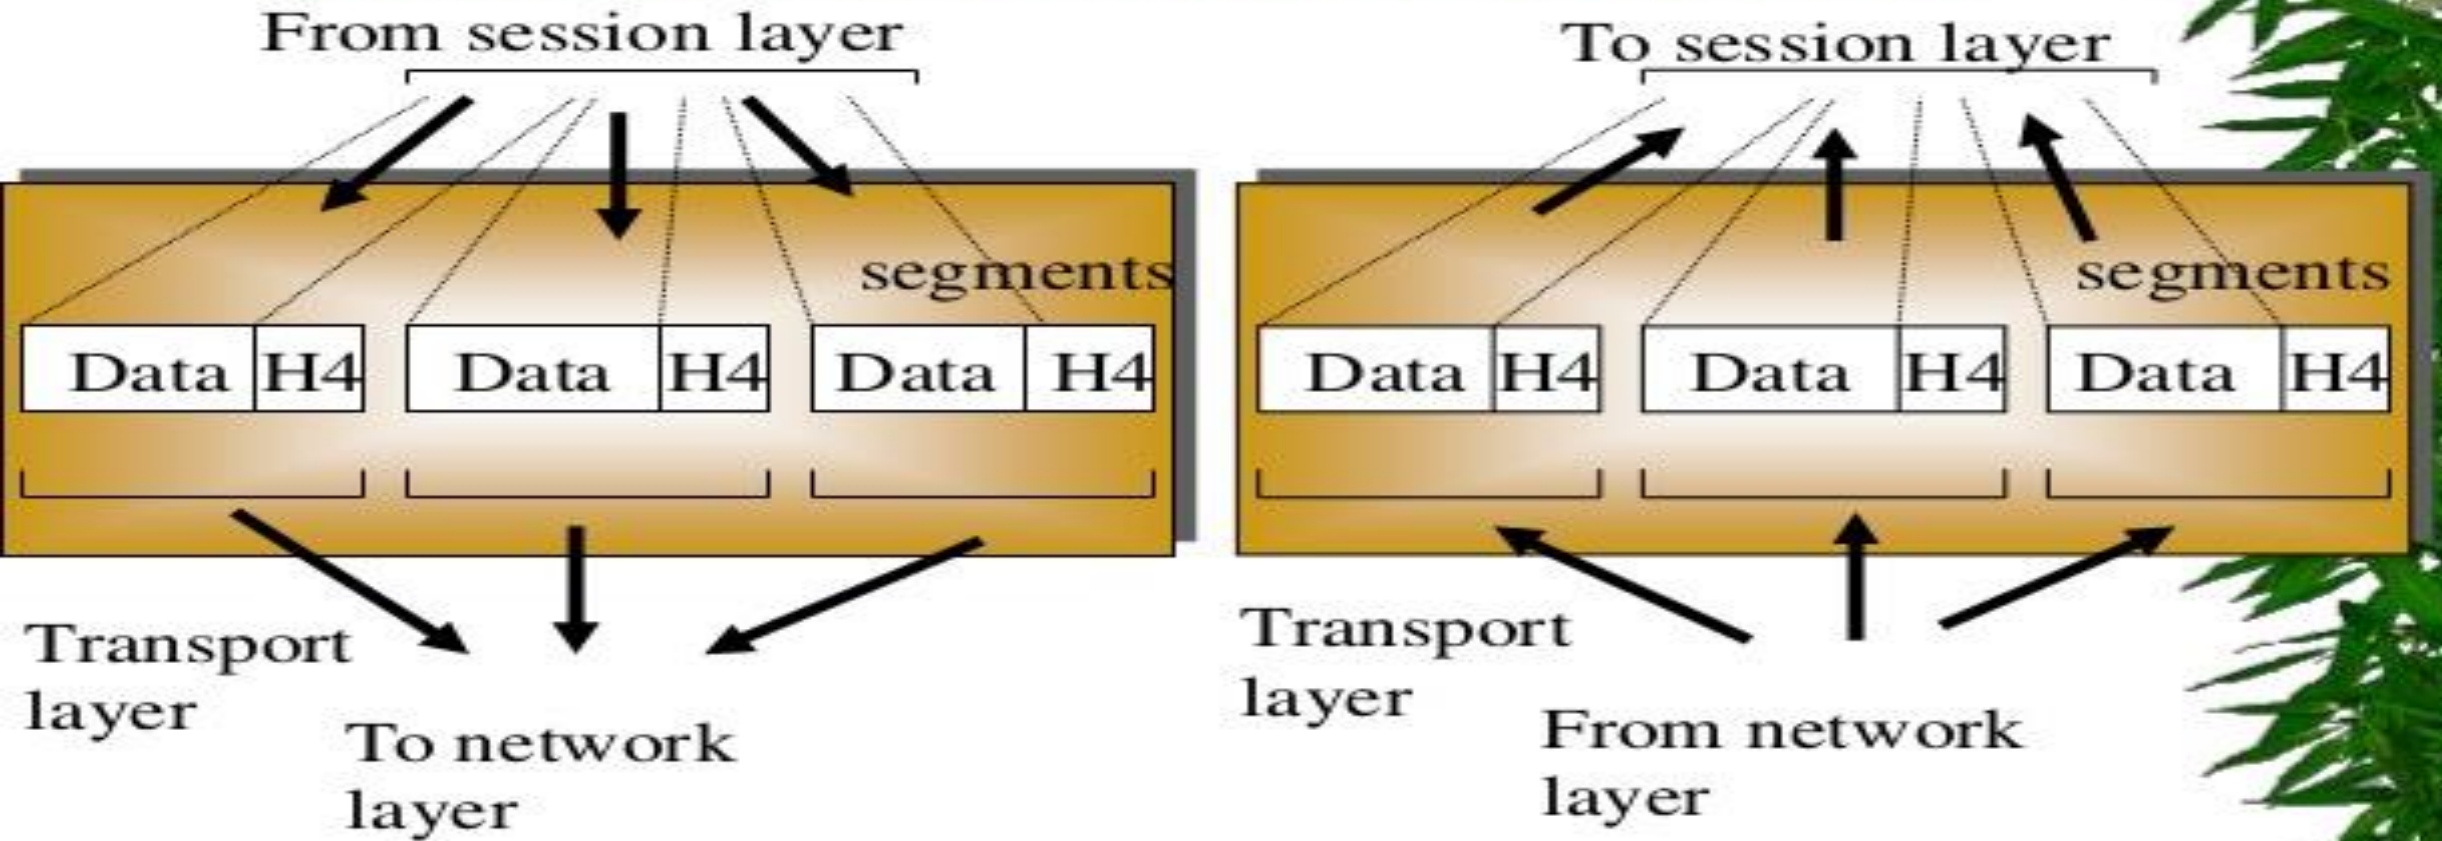 From session layer
segments
Data H4 Data H4 Data H4
Transport
layer
To network
layer
To session layer
segments
Data H4 Data H4 Data H4
Transport
layer
From network
layer